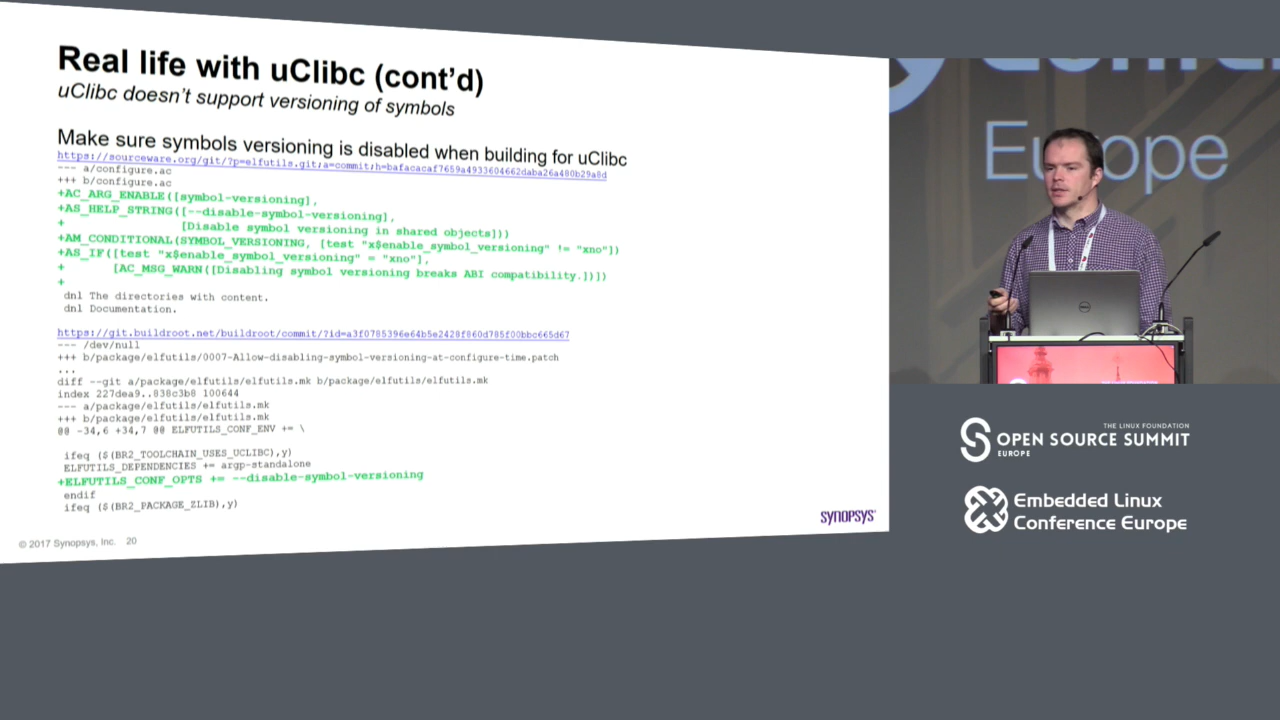 Real life with uClibc (cont’d)
uClibc doesn’t support versioning of symbols
Make sure symbols versioning is disabled when building for uClibc
https://sourceware.org/git/?p=elfutils.git;a=commit;h=bafacacaf7659a4933604662daba26a480b29a8d
--- a/configure.ac
+++ b/configure.ac
+AC_ARG_ENABLE([symbol-versioning],
+AS_HELP_STRING([--disable-symbol-versioning],
+ [Disable symbol versioning in shared objects]))
+AM_CONDITIONAL(SYMBOL_VERSIONING, [test "x$enable_symbol_versioning" != "xno"])
+AS_IF([test "x$enable_symbol_versioning" = "xno"],
+ [AC_MSG_WARN([Disabling symbol versioning breaks ABI compatibility.])])
+
dnl The directories with content.
dnl Documentation.
https://git.buildroot.net/buildroot/commit/?id=a3f0785396e64b5e2428f860d785f00bbc665d67
--- /dev/null
+++ b/package/elfutils/0007-Allow-disabling-symbol-versioning-at-configure-time.patch
...
diff --git a/package/elfutils/elfutils.mk b/package/elfutils/elfutils.mk
index 227dea9..838c3b8 100644
--- a/package/elfutils/elfutils.mk
+++ b/package/elfutils/elfutils.mk
@@ -34,6 +34,7 @@ ELFUTILS_CONF_ENV += \
ifeq ($(BR2_TOOLCHAIN_USES_UCLIBC),y)
ELFUTILS_DEPENDENCIES += argp-standalone
+ELFUTILS_CONF_OPTS += --disable-symbol-versioning
endif
ifeq ($(BR2_PACKAGE_ZLIB),y)
SYNOPSYS
© 2017 Synopsys, Inc. 20
Europe
DELL
THE LINUX FOUNDATION
OPEN SOURCE SUMMIT
EUROPE
Embedded Linux
Conference Europe